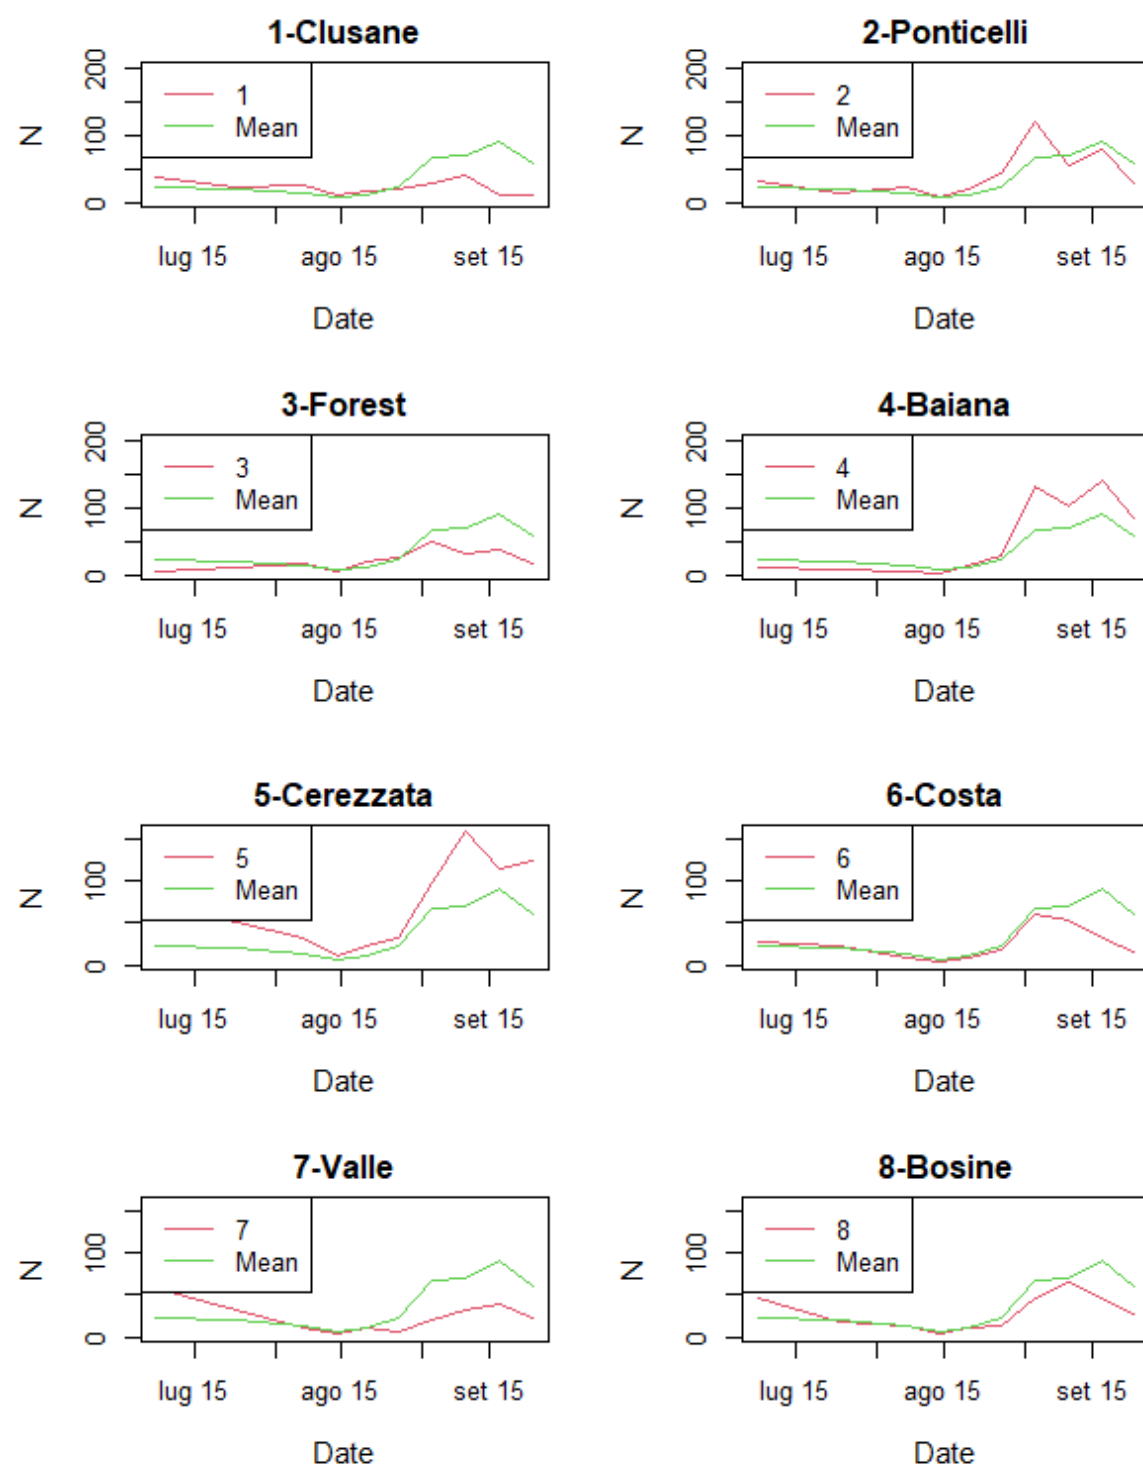 1-Clusane
N
200
100
0
1
Mean
lug 15 ago 15 set 15
Date
2-Ponticelli
N
200
100
0
2
Mean
lug 15 ago 15 set 15
Date
3-Forest
N
200
100
0
3
Mean
lug 15 ago 15 set 15
Date
4-Baiana
N
200
100
0
4
Mean
lug 15 ago 15 set 15
Date
5-Cerezzata
N
100
0
5
Mean
lug 15 ago 15 set 15
Date
6-Costa
N
100
0
6
Mean
lug 15 ago 15 set 15
Date
7-Valle
N
100
0
7
Mean
lug 15 ago 15 set 15
Date
8-Bosine
N
100
0
8
Mean
lug 15 ago 15 set 15
Date